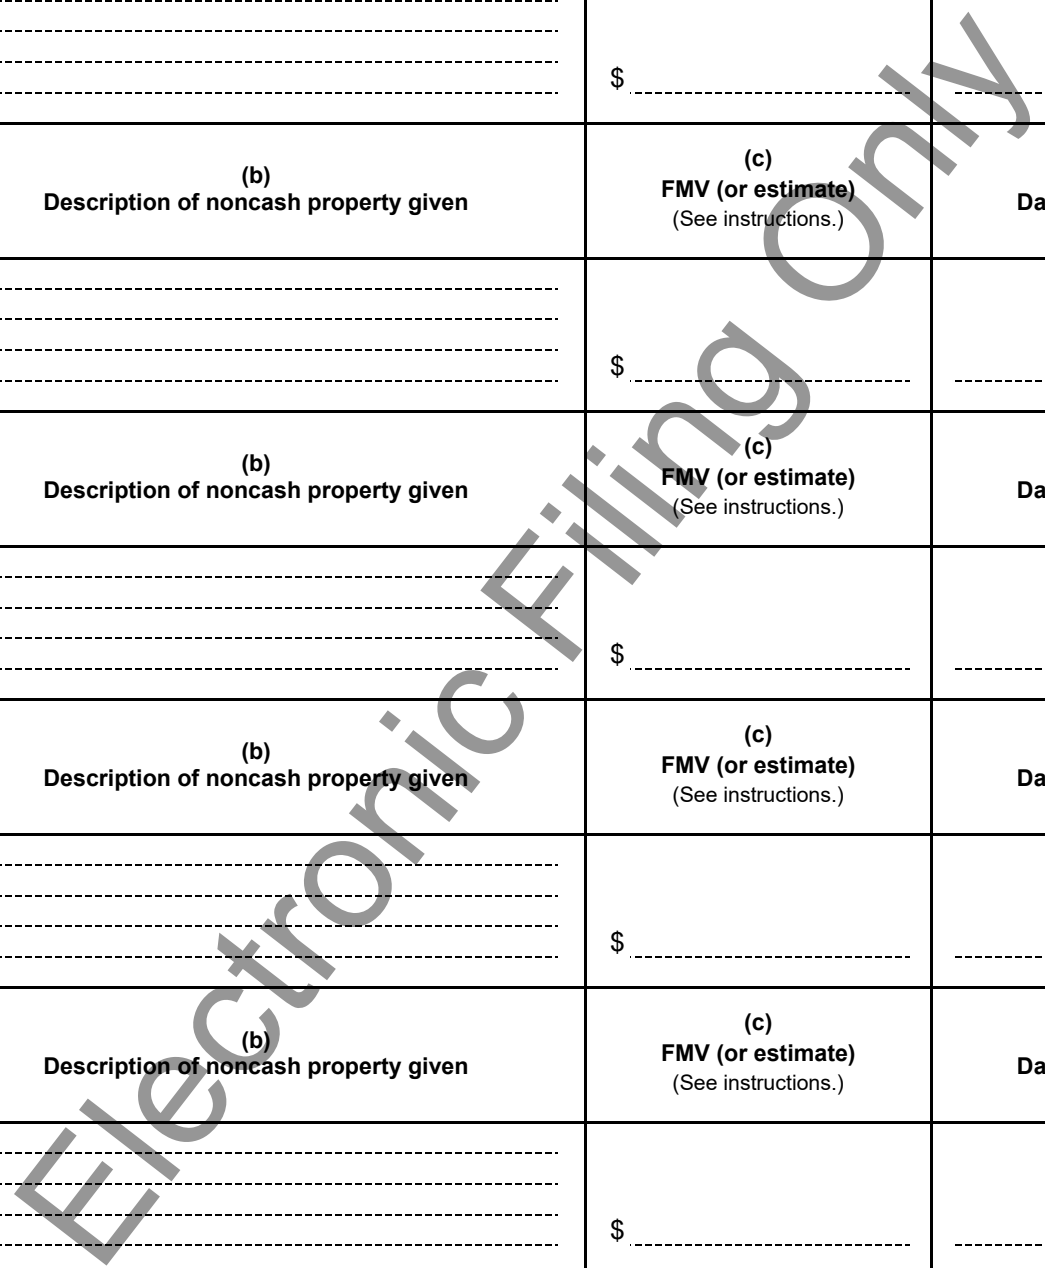 $
(b)
Description of noncash property given
(c)
FMV (or estimate)
(See instructions.)
Da
$
(b)
Description of noncash property given
(c)
FMV (or estimate)
(See instructions.)
Da
$
(b)
Description of noncash property given
(c)
FMV (or estimate)
(See instructions.)
Da
$
(b)
Description of noncash property given
(c)
FMV (or estimate)
(See instructions.)
Da
$
Electronic Filing Only